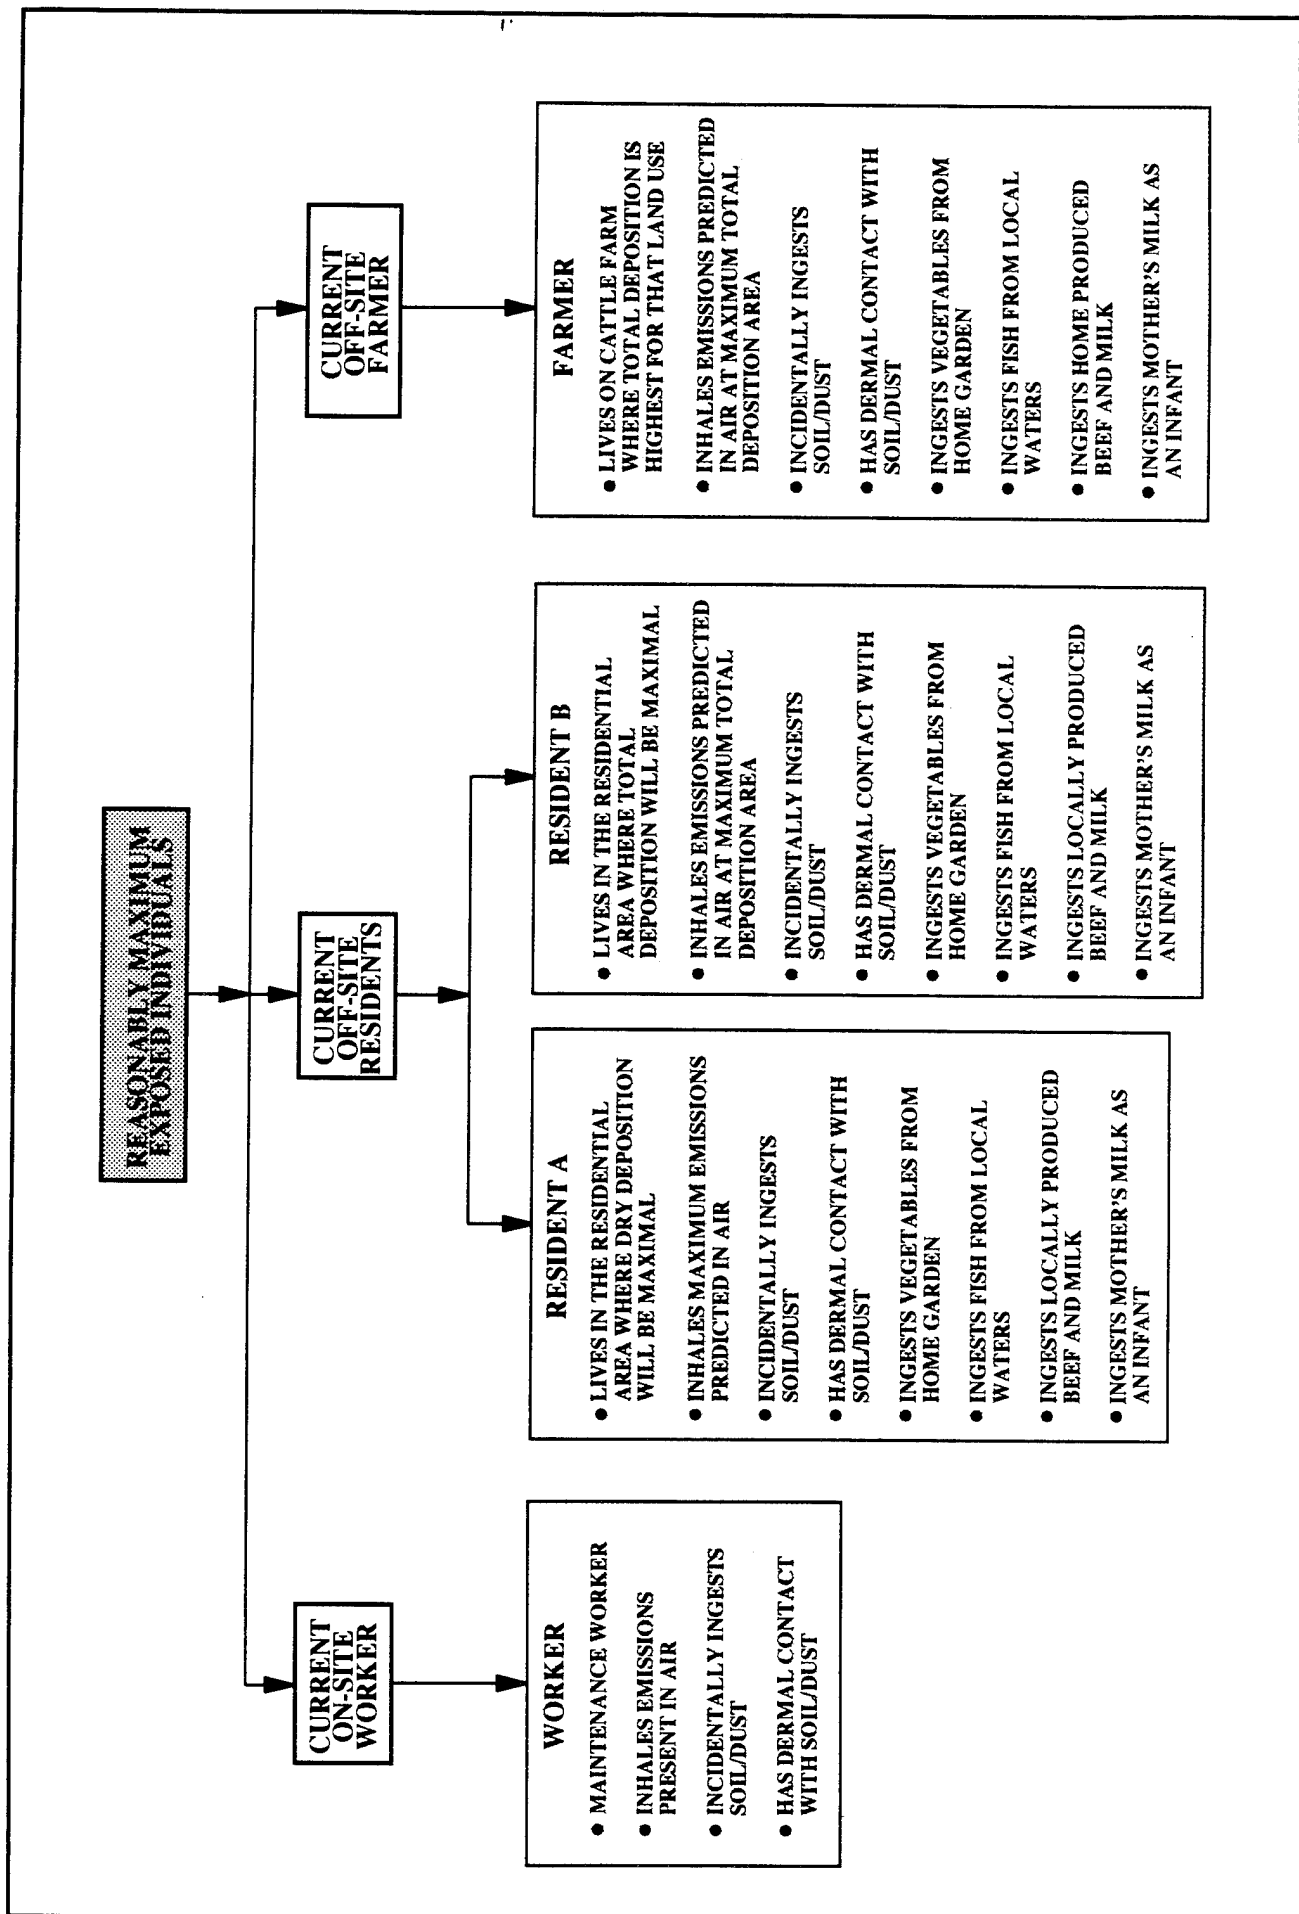 REASONABLY MAXIMUM
EXPOSED INDIVIDUALS
CURRENT
ON-SITE
WORKER
CURRENT
OFF-SITE
RESIDENTS
CURRENT
OFF-SITE
FARMER
WORKER
● MAINTENANCE WORKER
● INHALES EMISSIONS
PRESENT IN AIR
● INCIDENTALLY INGESTS
SOIL/DUST
● HAS DERMAL CONTACT
WITH SOIL/DUST
RESIDENT A
● LIVES IN THE RESIDENTIAL
AREA WHERE DRY DEPOSITION
WILL BE MAXIMAL
● INHALES MAXIMUM EMISSIONS
PREDICTED IN AIR
● INCIDENTALLY INGESTS
SOIL/DUST
● HAS DERMAL CONTACT WITH
SOIL/DUST
● INGESTS VEGETABLES FROM
HOME GARDEN
● INGESTS FISH FROM LOCAL
WATERS
● INGESTS LOCALLY PRODUCED
BEEF AND MILK
● INGESTS MOTHER'S MILK AS
AN INFANT
RESIDENT B
● LIVES IN THE RESIDENTIAL
AREA WHERE TOTAL
DEPOSITION WILL BE MAXIMAL
● INHALES EMISSIONS PREDICTED
IN AIR AT MAXIMUM TOTAL
DEPOSITION AREA
● INCIDENTALLY INGESTS
SOIL/DUST
● HAS DERMAL CONTACT WITH
SOIL/DUST
● INGESTS VEGETABLES FROM
HOME GARDEN
● INGESTS FISH FROM LOCAL
WATERS
● INGESTS LOCALLY PRODUCED
BEEF AND MILK
● INGESTS MOTHER'S MILK AS
AN INFANT
FARMER
● LIVES ON CATTLE FARM
WHERE TOTAL DEPOSITION IS
HIGHEST FOR THAT LAND USE
● INHALES EMISSIONS PREDICTED
IN AIR AT MAXIMUM TOTAL
DEPOSITION AREA
● INCIDENTALLY INGESTS
SOIL/DUST
● HAS DERMAL CONTACT WITH
SOIL/DUST
● INGESTS VEGETABLES FROM
HOME GARDEN
● INGESTS FISH FROM LOCAL
WATERS
● INGESTS HOME PRODUCED
BEEF AND MILK
● INGESTS MOTHER'S MILK AS
AN INFANT